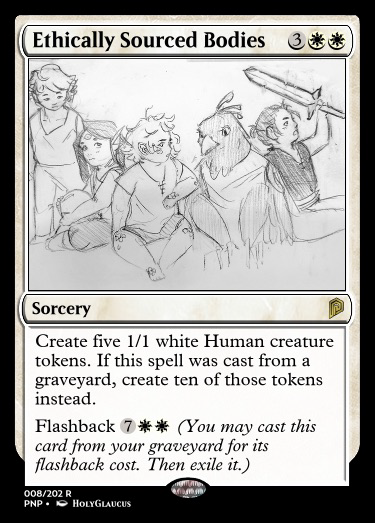 Ethically Sourced Bodies 3
Sorcery
Create five 1/1 white Human creature
tokens. If this spell was cast from a
graveyard, create ten of those tokens
instead.
Flashback 7 (You may cast this
card from your graveyard for its
flashback cost. Then exile it.)
008/202 R
PNP • HolyGlaucus